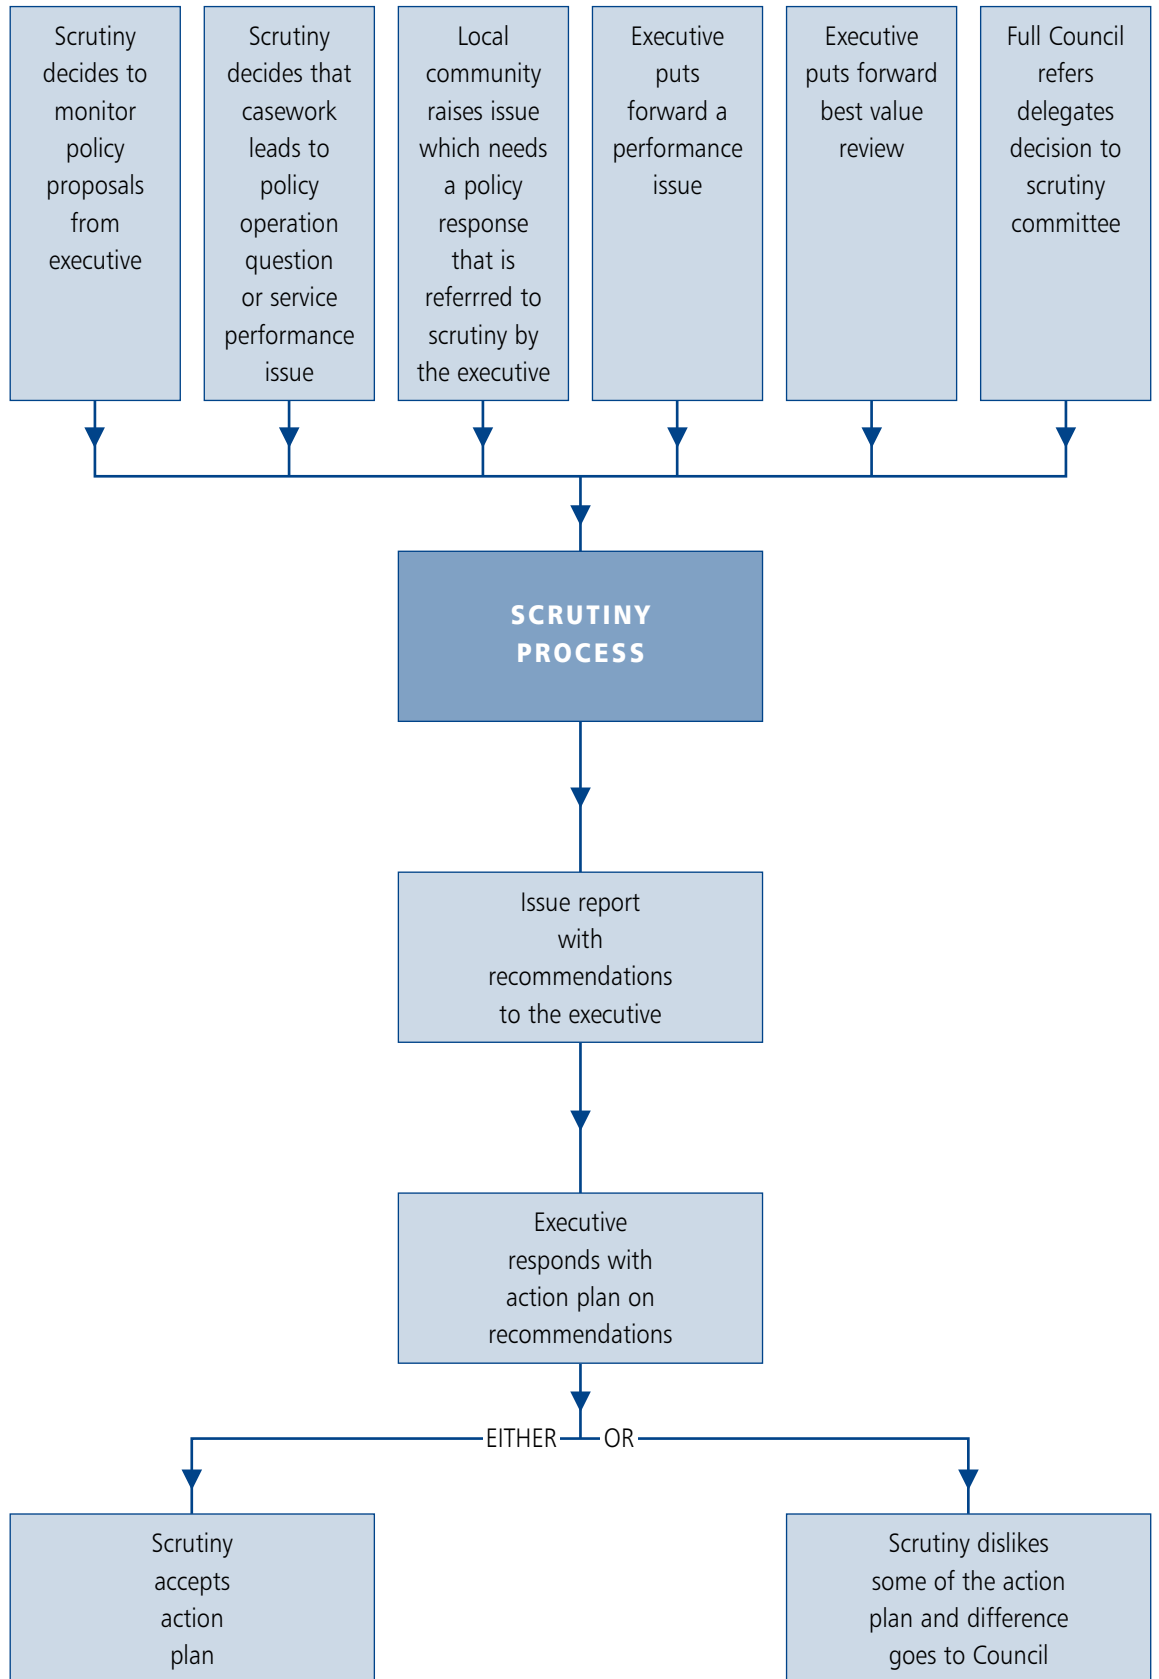 Scrutiny
decides to
monitor
policy
proposals
from
executive
Scrutiny
decides that
casework
leads to
policy
operation
question
or service
performance
issue
Local
community
raises issue
which needs
a policy
response
that is
referrred to
scrutiny by
the executive
Executive
puts
forward a
performance
issue
Executive
puts forward
best value
review
Full Council
refers
delegates
decision to
scrutiny
committee
SCRUTINY
PROCESS
Issue report
with
recommendations
to the executive
Executive
responds with
action plan on
recommendations
EITHER OR
Scrutiny
accepts
action
plan
Scrutiny dislikes
some of the action
plan and difference
goes to Council